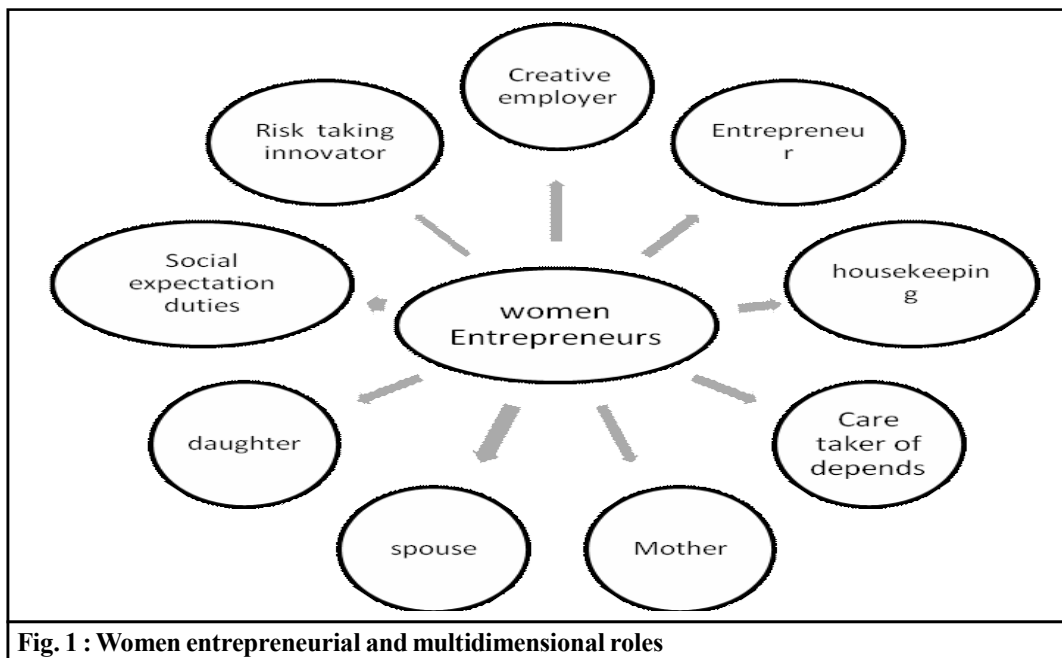 Creative
employer
Entrepreneu
r
housekeepin
g
Care
taker of
depends
Mother
spouse
daughter
Social
expectation
duties
Risk taking
innovator
women
Entrepreneurs
Fig. 1 : Women entrepreneurial and multidimensional roles